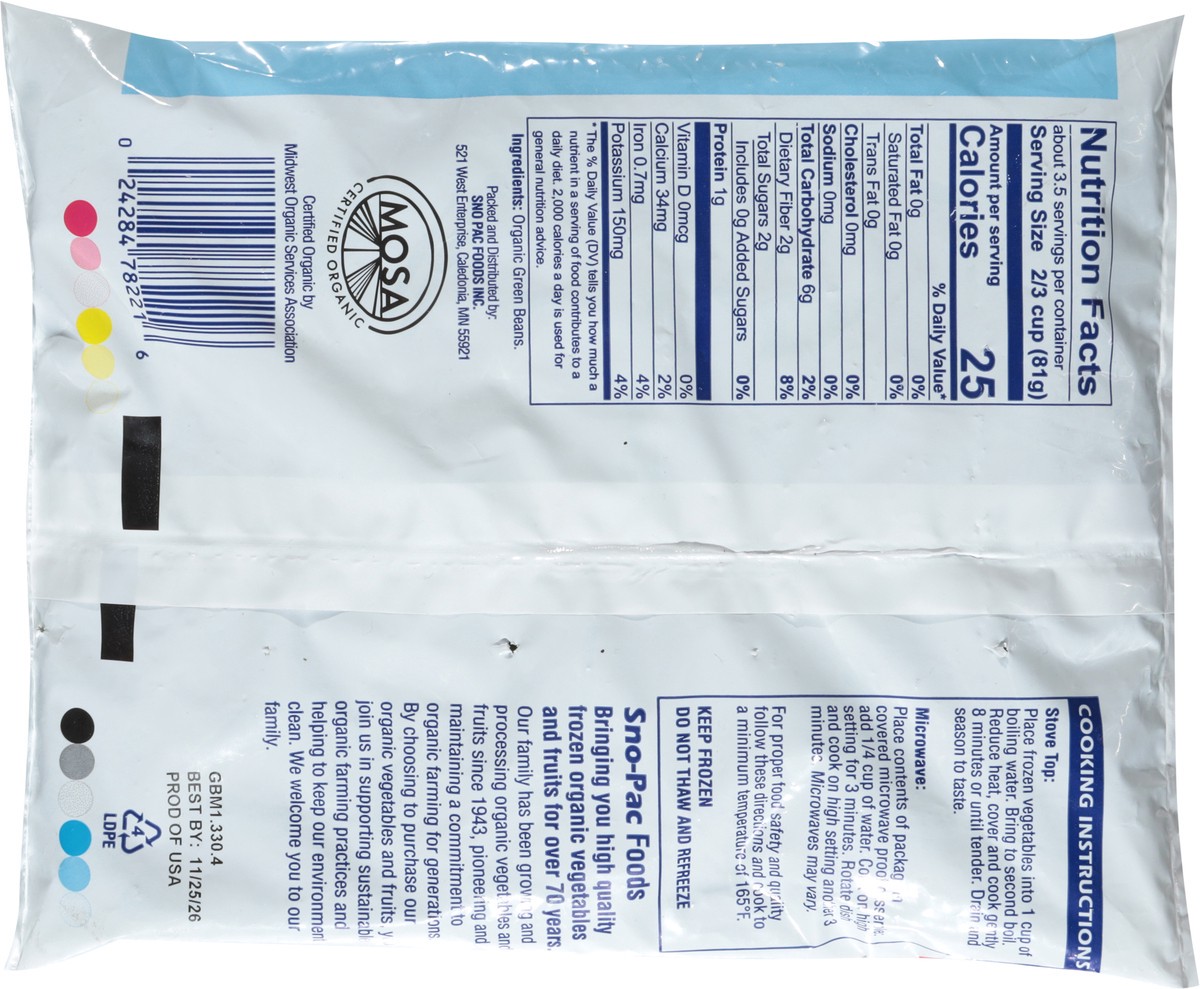 Nutrition Facts
about 3.5 servings per container
Serving Size 2/3 cup (81g)
Amount per serving
Calories 25
% Daily Value*
Total Fat 0g 0%
Saturated Fat 0g 0%
Trans Fat 0g
Cholesterol 0mg 0%
Sodium 0mg 0%
Total Carbohydrate 6g 2%
Dietary Fiber 2g 8%
Total Sugars 2g
Includes 0g Added Sugars 0%
Protein 1g
Vitamin D 0mcg 0%
Calcium 34mg 2%
Iron 0.7mg 4%
Potassium 150mg 4%
* The % Daily Value (DV) tells you how much a
nutrient in a serving of food contributes to a
daily diet. 2,000 calories a day is used for
general nutrition advice.
Ingredients: Organic Green Beans.
Packed and Distributed by:
SNO PAC FOODS INC.
521 West Enterprise, Caledonia, MN 55921
MOSA
CERTIFIED ORGANIC
Certified Organic by
Midwest Organic Services Association
0 24284 78221 6
COOKING INSTRUCTIONS
Stove Top:
Place frozen vegetables into 1 cup of
boiling water. Bring to second boil.
Reduce heat, cover and cook gently
8 minutes or until tender. Drain and
season to taste.
Microwave:
Place contents of package in
covered microwave proof
add 1/4 cup of water. on high
setting for 3 minutes. Rotate dish
and cook on high setting another 3
minutes. Microwaves may vary.
For proper food safety and quality
follow these directions and cook to
a minimum temperature of 165°F.
KEEP FROZEN
DO NOT THAW AND REFREEZE
Sno-Pac Foods
Bringing you high quality
frozen organic vegetables
and fruits for over 70 years.
Our family has been growing and
processing organic vegetables and
fruits since 1943, pioneering and
maintaining a commitment to
organic farming for generations.
By choosing to purchase our
organic vegetables and fruits, you
join us in supporting sustainable
organic farming practices and
helping to keep our environment
clean. We welcome you to our
family.
GBM1.330.4
BEST BY: 11/25/26
PROD OF USA
4
LDPE